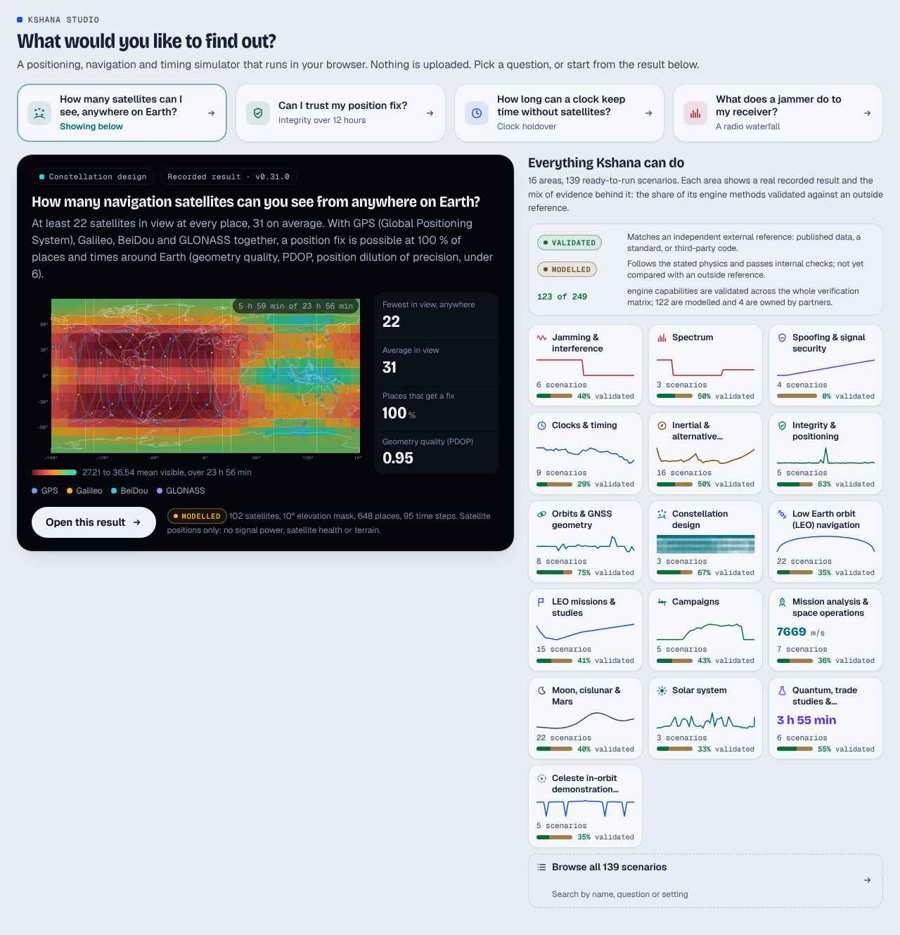 KSHANA STUDIO
What would you like to find out?
A positioning, navigation and timing simulator that runs in your browser. Nothing is uploaded. Pick a question, or start from the result below.
How many satellites can I
see, anywhere on Earth?
Showing below
→
Can I trust my position fix?
Integrity over 12 hours
→
How long can a clock keep
time without satellites?
Clock holdover
→
What does a jammer do to
my receiver?
A radio waterfall
→
Constellation design
Recorded result · v0.31.0
How many navigation satellites can you see from anywhere on Earth?
At least 22 satellites in view at every place, 31 on average. With GPS (Global Positioning
System), Galileo, BeiDou and GLONASS together, a position fix is possible at 100 % of
places and times around Earth (geometry quality, PDOP, position dilution of precision, under
6).
5 h 59 min of 23 h 56 min
Fewest in view, anywhere
22
Average in view
31
Places that get a fix
100 %
Geometry quality (PDOP)
0.95
27.21 to 36.54 mean visible, over 23 h 56 min
GPS
Galileo
BeiDou
GLONASS
Open this result →
MODELLED 102 satellites, 10° elevation mask, 648 places, 95 time steps. Satellite
positions only; no signal power, satellite health or terrain.
Everything Kshana can do
16 areas, 139 ready-to-run scenarios. Each area shows a real recorded result and the
mix of evidence behind it: the share of its engine methods validated against an outside
reference.
VALIDATED
Matches an independent external reference: published data, a
standard, or third-party code.
MODELLED
Follows the stated physics and passes internal checks; not yet
compared with an outside reference.
123 of 249
engine capabilities are validated across the whole verification
matrix; 122 are modelled and 4 are owned by partners.
Jamming &
interference
6 scenarios
40% validated
Spectrum
3 scenarios
50% validated
Spoofing & signal
security
4 scenarios
0% validated
Clocks & timing
9 scenarios
29% validated
Inertial &
alternative…
16 scenarios
50% validated
Integrity &
positioning
5 scenarios
63% validated
Orbits & GNSS
geometry
8 scenarios
75% validated
Constellation
design
3 scenarios
67% validated
Low Earth orbit
(LEO) navigation
22 scenarios
35% validated
LEO missions &
studies
15 scenarios
41% validated
Campaigns
5 scenarios
43% validated
Mission analysis &
space operations
7669 m/s
7 scenarios
36% validated
Moon, cislunar &
Mars
22 scenarios
40% validated
Solar system
3 scenarios
33% validated
Quantum, trade
studies &…
3 h 55 min
6 scenarios
55% validated
Celeste in-orbit
demonstration…
5 scenarios
35% validated
Browse all 139 scenarios
Search by name, question or setting
→